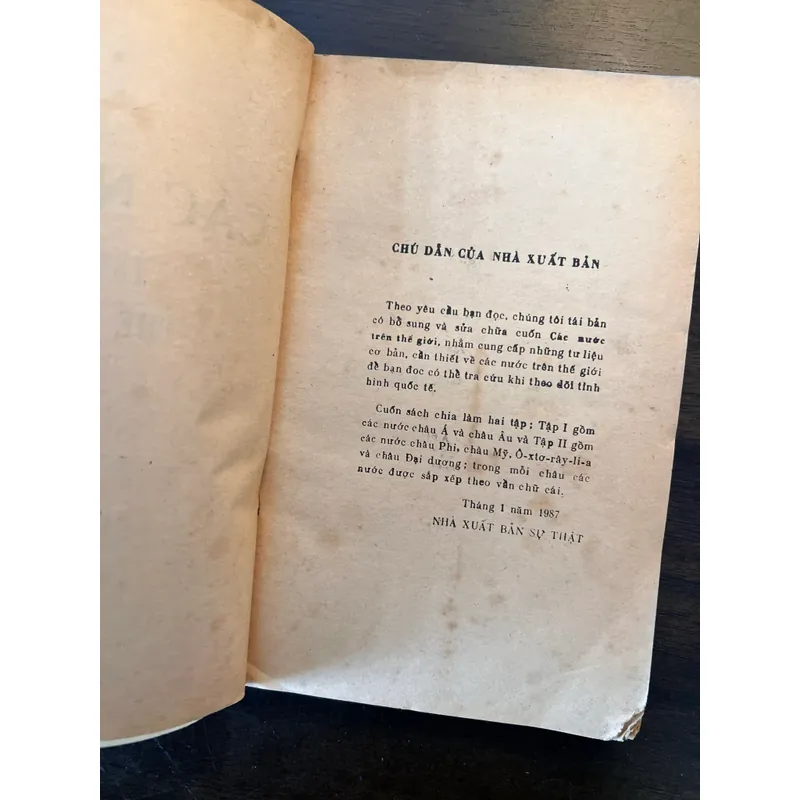 CHÚ DẪN CỦA NHÀ XUẤT BẢN
Theo yêu cầu bạn đọc, chúng tôi tái bản
có bổ sung và sửa chữa cuốn Các nước
trên thế giới, nhằm cung cấp những tư liệu
cơ bản, cần thiết về các nước trên thế giới
để bạn đoc có thể tra cứu khi theo dõi tình
hình quốc tế.
Cuốn sách chia làm hai tập: Tập I gồm
các nước châu Á và châu Âu và Tập II gồm
các nước châu Phi, châu Mỹ, Ô-xtơ-rây-li-a
và châu Đại dương; trong mỗi châu các
nước được sắp xếp theo vần chữ cái.
Tháng 1 năm 1987
NHÀ XUẤT BẢN SỰ THẬT